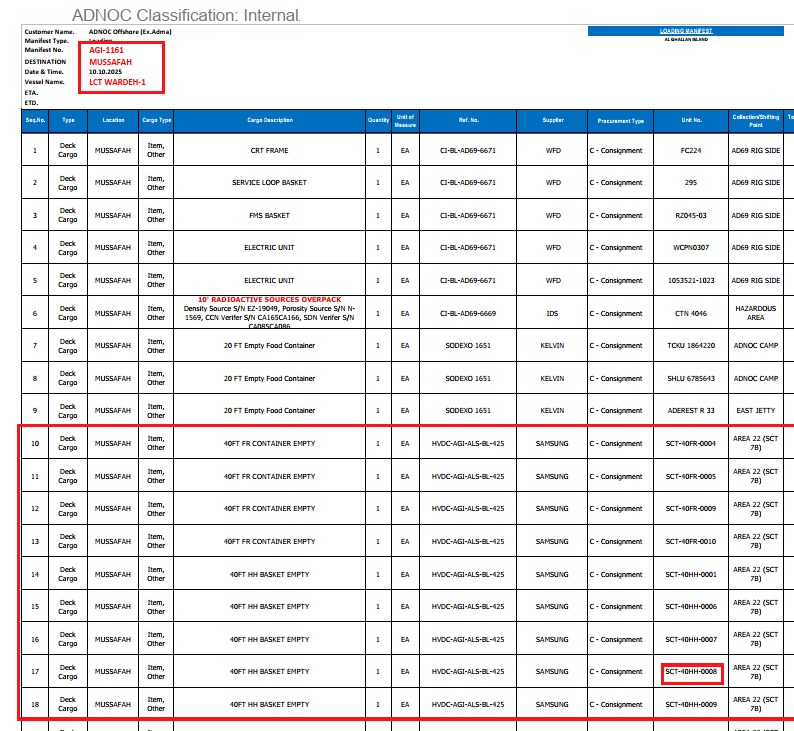 ADNOC Classification: Internal
Customer Name. ADNOC Offshore (Ex.Adma)
LOADING MANIFEST
Manifest Type. Loading
AL GHALLAN ISLAND
Manifest No. AGI-1161
DESTINATION MUSSAFAH
Date & Time. 10.10.2025
Vessel Name. LCT WARDEH-1
ETA.
ETD.
Seq.No. Type Location Cargo Type Cargo Description Quantity Unit of Measure Ref. No. Supplier Procurement Type Unit No. Collection/Shifting Point
1 Deck Cargo MUSSAFAH Item, Other CRT FRAME 1 EA CI-BL-AD69-6671 WFD C - Consignment FC224 AD69 RIG SIDE
2 Deck Cargo MUSSAFAH Item, Other SERVICE LOOP BASKET 1 EA CI-BL-AD69-6671 WFD C - Consignment 295 AD69 RIG SIDE
3 Deck Cargo MUSSAFAH Item, Other FMS BASKET 1 EA CI-BL-AD69-6671 WFD C - Consignment RZ045-03 AD69 RIG SIDE
4 Deck Cargo MUSSAFAH Item, Other ELECTRIC UNIT 1 EA CI-BL-AD69-6671 WFD C - Consignment WCPN0307 AD69 RIG SIDE
5 Deck Cargo MUSSAFAH Item, Other ELECTRIC UNIT 1 EA CI-BL-AD69-6671 WFD C - Consignment 1053521-1023 AD69 RIG SIDE
6 Deck Cargo MUSSAFAH Item, Other 10' RADIOACTIVE SOURCES OVERPACK Density Source S/N EZ-19049, Porosity Source S/N N-1569, CCN Verifer S/N CA165CA166, SDN Verifer S/N CA085CA086 1 EA CI-BL-AD69-6669 IDS C - Consignment CTN 4046 HAZARDOUS AREA
7 Deck Cargo MUSSAFAH Item, Other 20 FT Empty Food Container 1 EA SODEXO 1651 KELVIN C - Consignment TCKU 1864220 ADNOC CAMP
8 Deck Cargo MUSSAFAH Item, Other 20 FT Empty Food Container 1 EA SODEXO 1651 KELVIN C - Consignment SHLU 6785643 ADNOC CAMP
9 Deck Cargo MUSSAFAH Item, Other 20 FT Empty Food Container 1 EA SODEXO 1651 KELVIN C - Consignment ADEREST R 33 EAST JETTY
10 Deck Cargo MUSSAFAH Item, Other 40FT FR CONTAINER EMPTY 1 EA HVDC-AGI-ALS-BL-425 SAMSUNG C - Consignment SCT-40FR-0004 AREA 22 (SCT 7B)
11 Deck Cargo MUSSAFAH Item, Other 40FT FR CONTAINER EMPTY 1 EA HVDC-AGI-ALS-BL-425 SAMSUNG C - Consignment SCT-40FR-0005 AREA 22 (SCT 7B)
12 Deck Cargo MUSSAFAH Item, Other 40FT FR CONTAINER EMPTY 1 EA HVDC-AGI-ALS-BL-425 SAMSUNG C - Consignment SCT-40FR-0009 AREA 22 (SCT 7B)
13 Deck Cargo MUSSAFAH Item, Other 40FT FR CONTAINER EMPTY 1 EA HVDC-AGI-ALS-BL-425 SAMSUNG C - Consignment SCT-40FR-0010 AREA 22 (SCT 7B)
14 Deck Cargo MUSSAFAH Item, Other 40FT HH BASKET EMPTY 1 EA HVDC-AGI-ALS-BL-425 SAMSUNG C - Consignment SCT-40HH-0001 AREA 22 (SCT 7B)
15 Deck Cargo MUSSAFAH Item, Other 40FT HH BASKET EMPTY 1 EA HVDC-AGI-ALS-BL-425 SAMSUNG C - Consignment SCT-40HH-0006 AREA 22 (SCT 7B)
16 Deck Cargo MUSSAFAH Item, Other 40FT HH BASKET EMPTY 1 EA HVDC-AGI-ALS-BL-425 SAMSUNG C - Consignment SCT-40HH-0007 AREA 22 (SCT 7B)
17 Deck Cargo MUSSAFAH Item, Other 40FT HH BASKET EMPTY 1 EA HVDC-AGI-ALS-BL-425 SAMSUNG C - Consignment SCT-40HH-0008 AREA 22 (SCT 7B)
18 Deck Cargo MUSSAFAH Item, Other 40FT HH BASKET EMPTY 1 EA HVDC-AGI-ALS-BL-425 SAMSUNG C - Consignment SCT-40HH-0009 AREA 22 (SCT 7B)